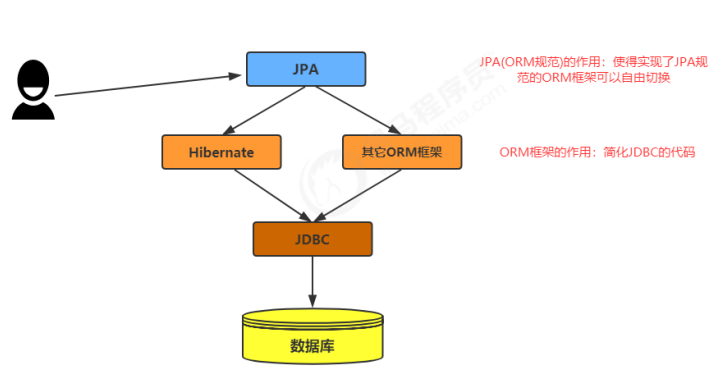 JPA
JPA(ORM规范)的作用：使得实现了JPA规
范的ORM框架可以自由切换
Hibernate
其它ORM框架
ORM框架的作用：简化JDBC的代码
JDBC
数据库